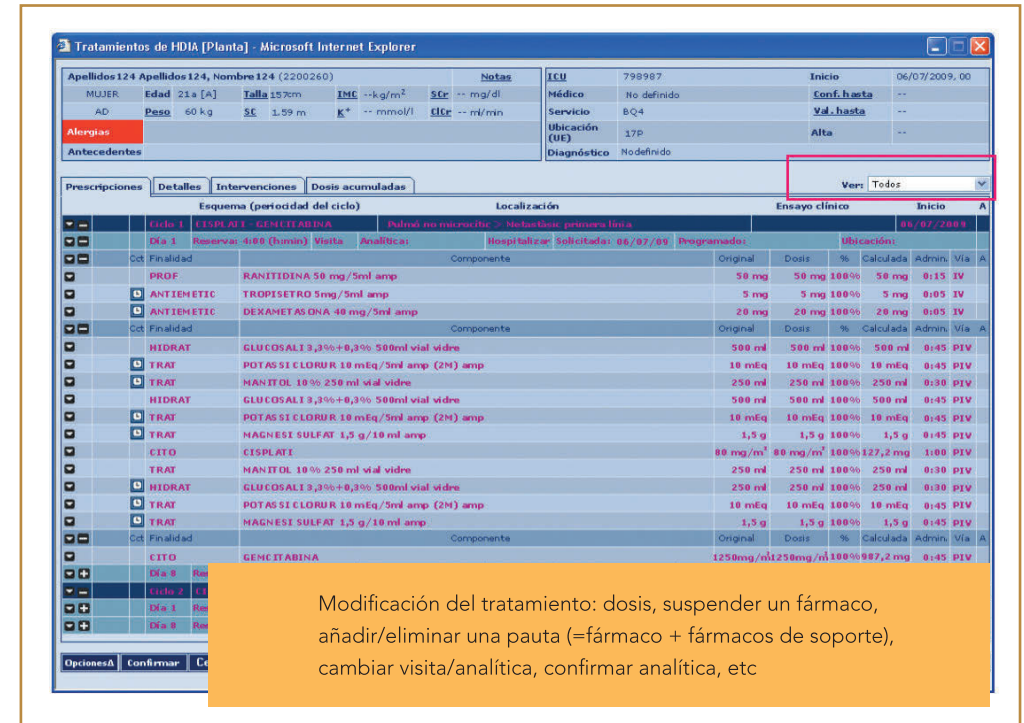 Tratamientos de HDIA [Planta] - Microsoft Internet Explorer
Apellidos124 Apellidos124, Nombre124 (2200260) Notas ICU 798987 Inicio 06/07/2009, 00
MUJER Edad 21a [A] Talla 157cm IMC --kg/m² SCr -- mg/dl Médico No definido Conf. hasta --
AD Peso 60 kg SC 1.59 m K⁺ -- mmol/l ClCr -- ml/min Servicio BQ4 Val. hasta --
Alergias Ubicación (UE) 17P Alta --
Antecedentes Diagnóstico No definido
Prescripciones Detalles Intervenciones Dosis acumuladas Ver: Todos
Esquema (periocidad del ciclo) Localización Ensayo clínico Inicio A
Ciclo 1 CISPLATI - GEMCITABINA Pulmó no microcític > Metastàsic primera línia 06/07/2009
Día 1 Reserva: 4:00 (h:min) Visita Analítica: Hospitalizar Solicitada: 06/07/09 Programado: Ubicación:
Cct Finalidad Componente Original Dosis % Calculada Admin. Vía A
PROF RANITIDINA 50 mg/5ml amp 50 mg 50 mg 100% 50 mg 0:15 IV
ANTIEMETIC TROPISETRO 5mg/5ml amp 5 mg 5 mg 100% 5 mg 0:05 IV
ANTIEMETIC DEXAMETASONA 40 mg/5ml amp 20 mg 20 mg 100% 20 mg 0:05 IV
Cct Finalidad Componente Original Dosis % Calculada Admin. Vía A
HIDRAT GLUCOSALI 3,3%+0,3% 500ml vial vidre 500 ml 500 ml 100% 500 ml 0:45 PIV
TRAT POTASSI CLORUR 10 mEq/5ml amp (2M) amp 10 mEq 10 mEq 100% 10 mEq 0:45 PIV
TRAT MANITOL 10% 250 ml vial vidre 250 ml 250 ml 100% 250 ml 0:30 PIV
HIDRAT GLUCOSALI 3,3%+0,3% 500ml vial vidre 500 ml 500 ml 100% 500 ml 0:45 PIV
TRAT POTASSI CLORUR 10 mEq/5ml amp (2M) amp 10 mEq 10 mEq 100% 10 mEq 0:45 PIV
TRAT MAGNESI SULFAT 1,5 g/10 ml amp 1,5 g 1,5 g 100% 1,5 g 0:45 PIV
CITO CISPLATI 80 mg/m² 80 mg/m² 100% 127,2 mg 1:00 PIV
TRAT MANITOL 10% 250 ml vial vidre 250 ml 250 ml 100% 250 ml 0:30 PIV
HIDRAT GLUCOSALI 3,3%+0,3% 500ml vial vidre 250 ml 250 ml 100% 250 ml 0:30 PIV
TRAT POTASSI CLORUR 10 mEq/5ml amp (2M) amp 10 mEq 10 mEq 100% 10 mEq 0:45 PIV
TRAT MAGNESI SULFAT 1,5 g/10 ml amp 1,5 g 1,5 g 100% 1,5 g 0:45 PIV
Cct Finalidad Componente Original Dosis % Calculada Admin. Vía A
CITO GEMCITABINA 1250mg/m² 1250mg/m² 100% 987,2 mg 0:45 PIV
Día 8 Res
Ciclo 2 CI
Día 1 Res
Día 8 Res
Opciones Confirmar Ce
Modificación del tratamiento: dosis, suspender un fármaco,
añadir/eliminar una pauta (=fármaco + fármacos de soporte),
cambiar visita/analítica, confirmar analítica, etc